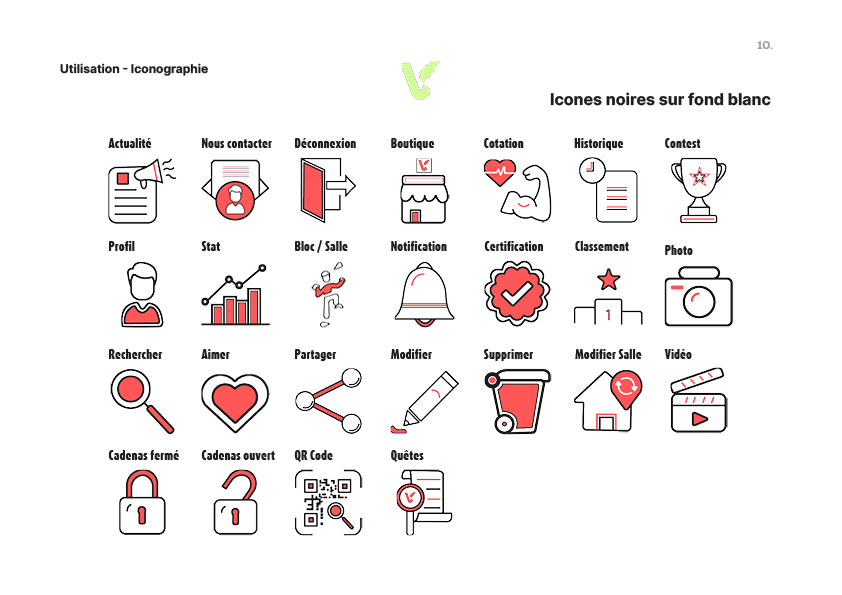 10.
Utilisation - Iconographie
Icones noires sur fond blanc
Actualité
Nous contacter
Déconnexion
Boutique
Cotation
Historique
Contest
Profil
Stat
Bloc / Salle
Notification
Certification
Classement
Photo
1
Rechercher
Aimer
Partager
Modifier
Supprimer
Modifier Salle
Vidéo
Cadenas fermé
Cadenas ouvert
QR Code
Quêtes